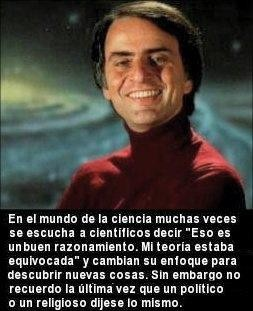 En el mundo de la ciencia muchas veces
se escucha a científicos decir "Eso es
unbuen razonamiento. Mi teoría estaba
equivocada" y cambian su enfoque para
descubrir nuevas cosas. Sin embargo no
recuerdo la última vez que un político
o un religioso dijese lo mismo.